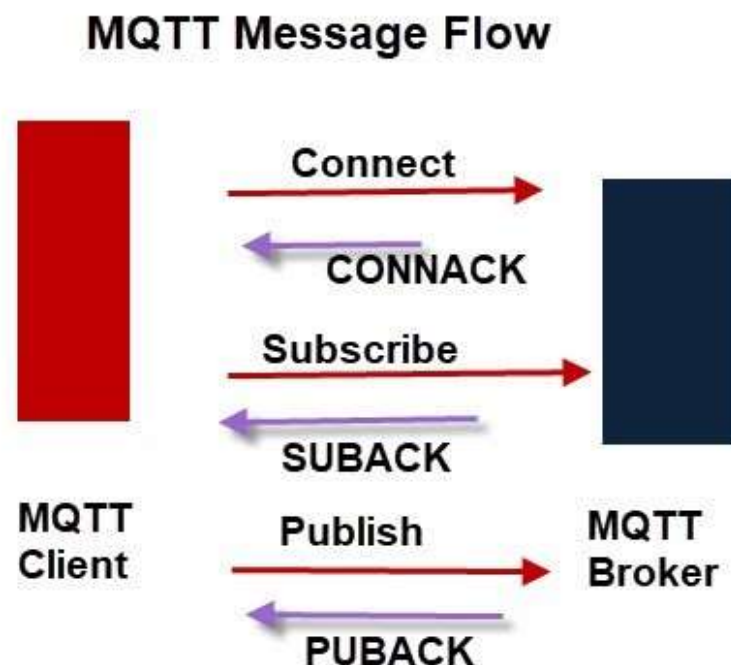 MQTT Message Flow
Connect
CONNACK
Subscribe
SUBACK
MQTT
Client
Publish
PUBACK
MQTT
Broker